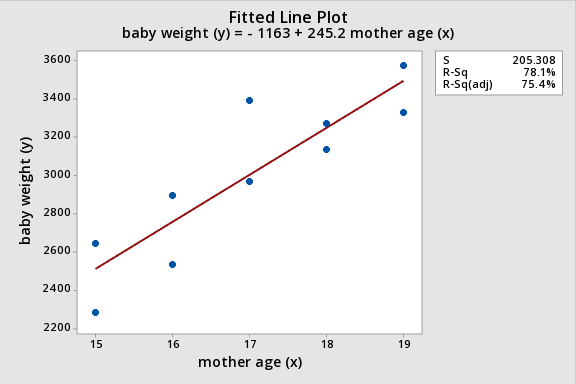 Fitted Line Plot
baby weight (y) = - 1163 + 245.2 mother age (x)
S 205.308
R-Sq 78.1%
R-Sq(adj) 75.4%
baby weight (y)
3600
3400
3200
3000
2800
2600
2400
2200
15 16 17 18 19
mother age (x)